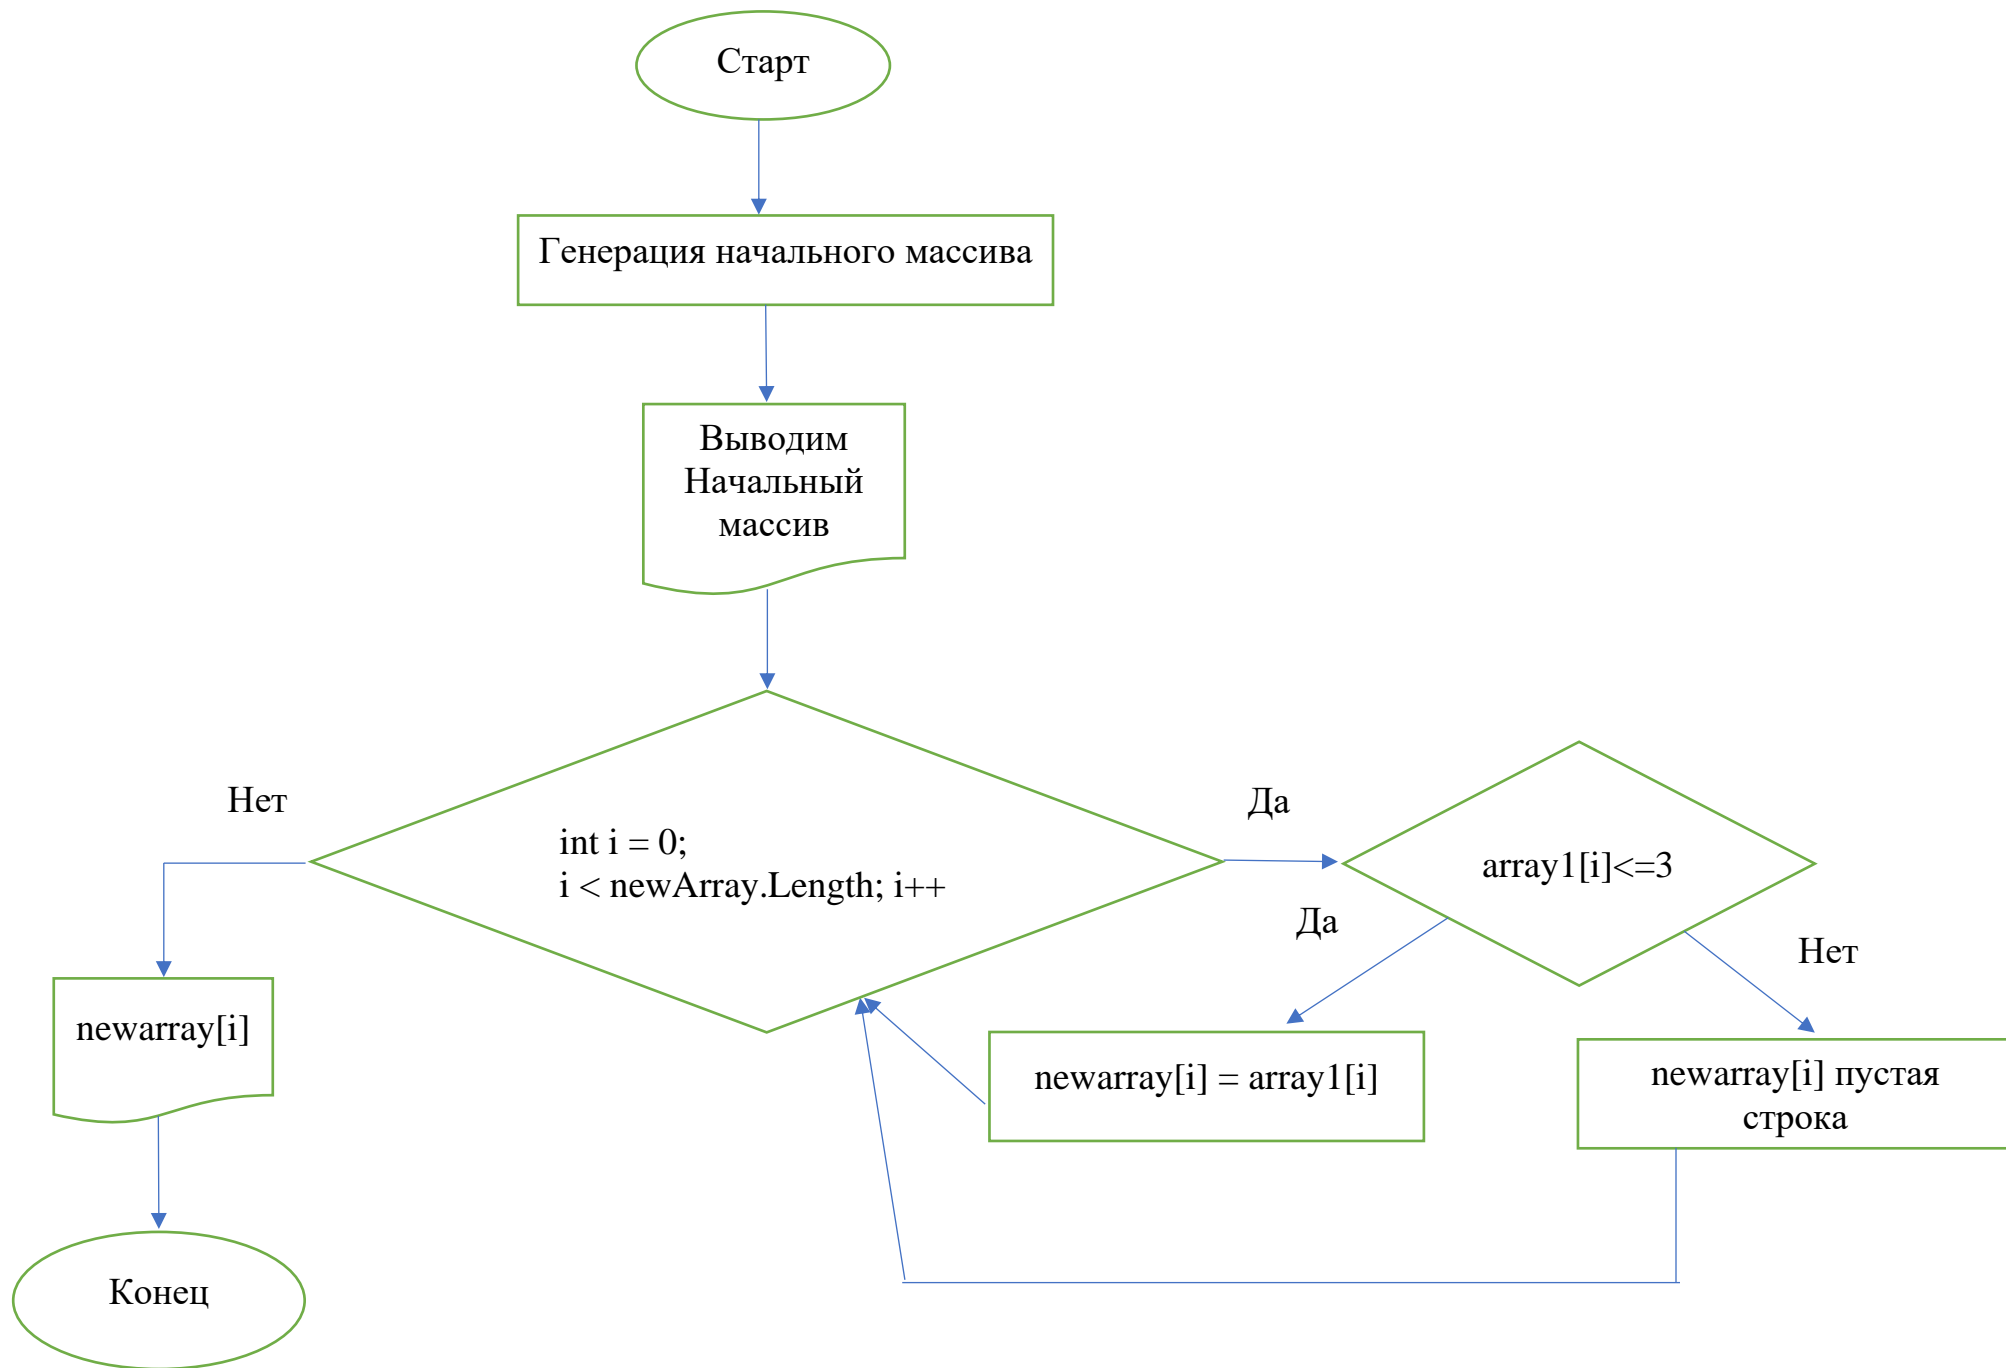 Старт
Генерация начального массива
Выводим
Начальный
массив
Нет
Да
int i = 0;
i < newArray.Length; i++
array1[i]<=3
Да
Нет
newarray[i]
newarray[i] = array1[i]
newarray[i] пустая
строка
Конец